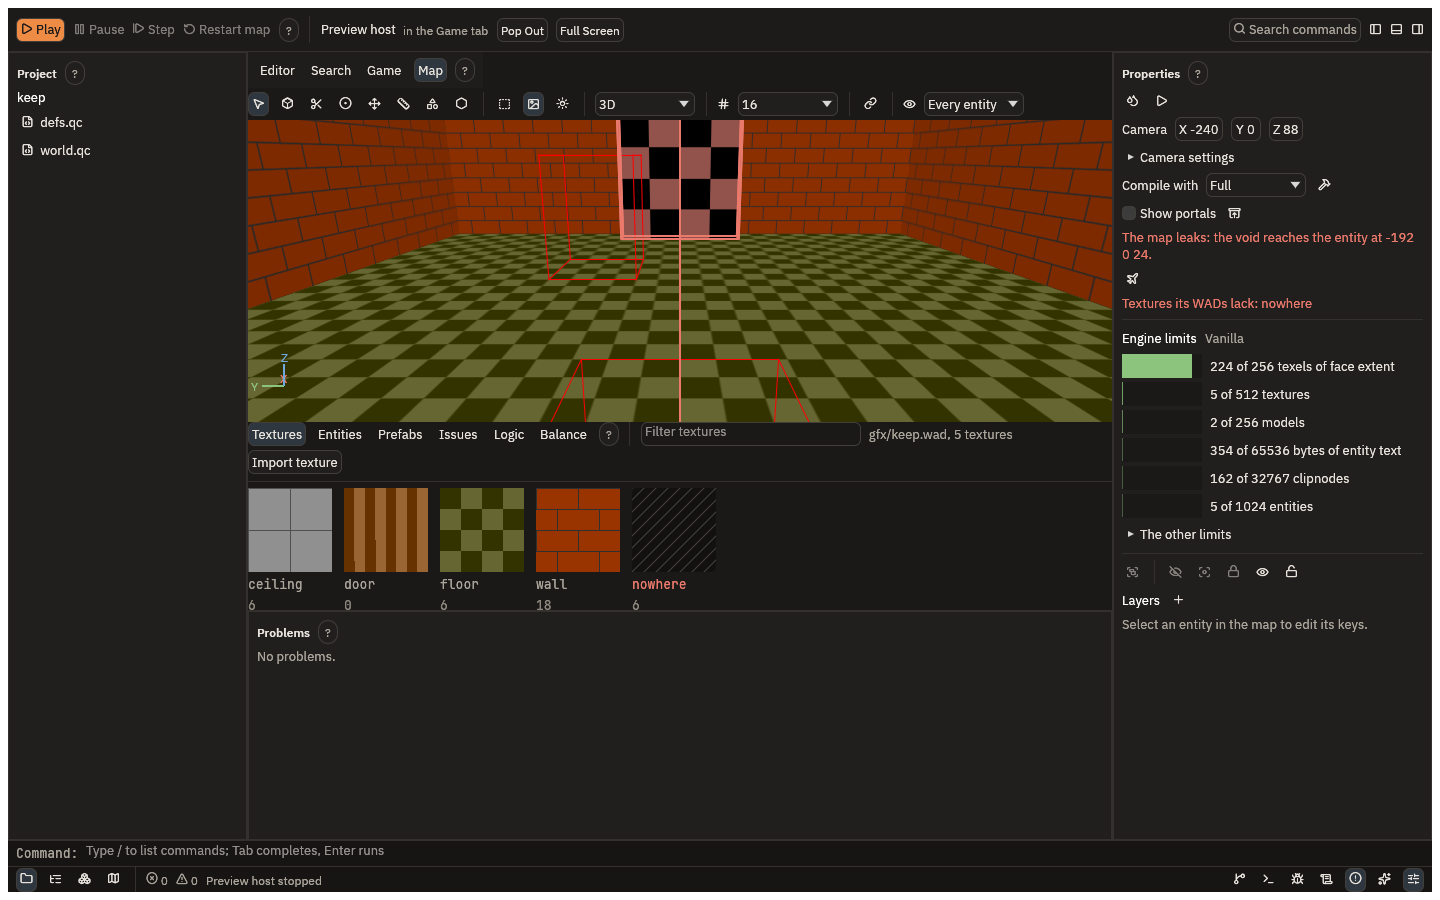 Play Pause Step Restart map ? Preview host in the Game tab Pop Out Full Screen Search commands
Project ?
keep
defs.qc
world.qc
Editor Search Game Map ?
3D # 16 Every entity
Z
Y X
Textures Entities Prefabs Issues Logic Balance ? Filter textures gfx/keep.wad, 5 textures
Import texture
ceiling door floor wall nowhere
6 0 6 18 6
Problems ?
No problems.
Properties ?
Camera X -240 Y 0 Z 88
Camera settings
Compile with Full
Show portals
The map leaks: the void reaches the entity at -192
0 24.
Textures its WADs lack: nowhere
Engine limits Vanilla
224 of 256 texels of face extent
5 of 512 textures
2 of 256 models
354 of 65536 bytes of entity text
162 of 32767 clipnodes
5 of 1024 entities
The other limits
Layers +
Select an entity in the map to edit its keys.
Command: Type / to list commands; Tab completes, Enter runs
0 0 Preview host stopped